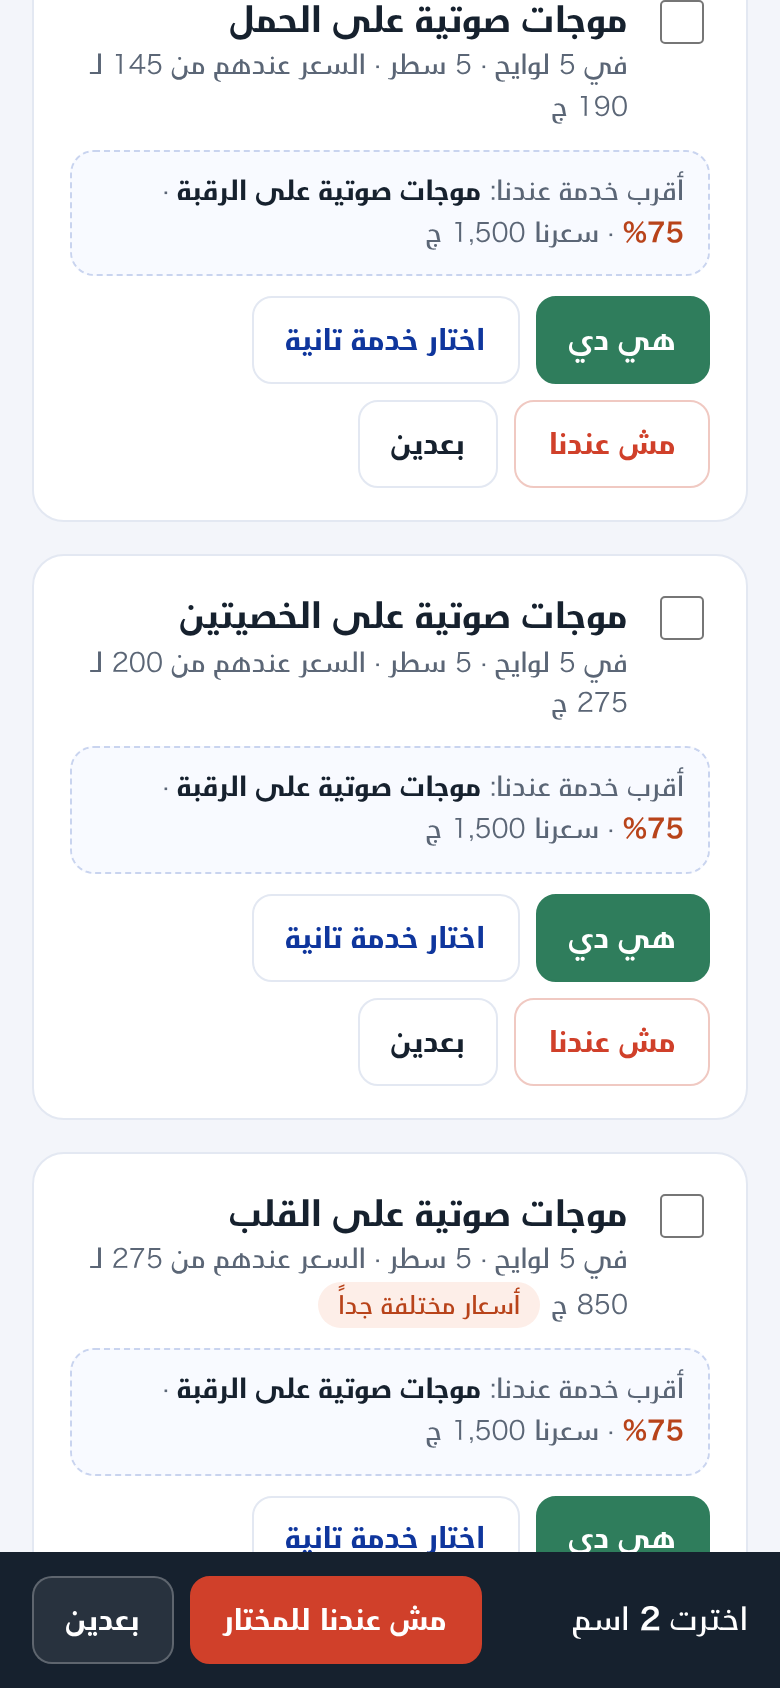 موجات صوتية على الحمل
في 5 لوايح · 5 سطر · السعر عندهم من 145 لـ
190 ج
أقرب خدمة عندنا: موجات صوتية على الرقبة ·
75% · سعرنا 1,500 ج
هي دي
اختار خدمة تانية
مش عندنا
بعدين
موجات صوتية على الخصيتين
في 5 لوايح · 5 سطر · السعر عندهم من 200 لـ
275 ج
أقرب خدمة عندنا: موجات صوتية على الرقبة ·
75% · سعرنا 1,500 ج
هي دي
اختار خدمة تانية
مش عندنا
بعدين
موجات صوتية على القلب
في 5 لوايح · 5 سطر · السعر عندهم من 275 لـ
850 ج أسعار مختلفة جداً
أقرب خدمة عندنا: موجات صوتية على الرقبة ·
75% · سعرنا 1,500 ج
هي دي
اختار خدمة تانية
اخترت 2 اسم
مش عندنا للمختار
بعدين